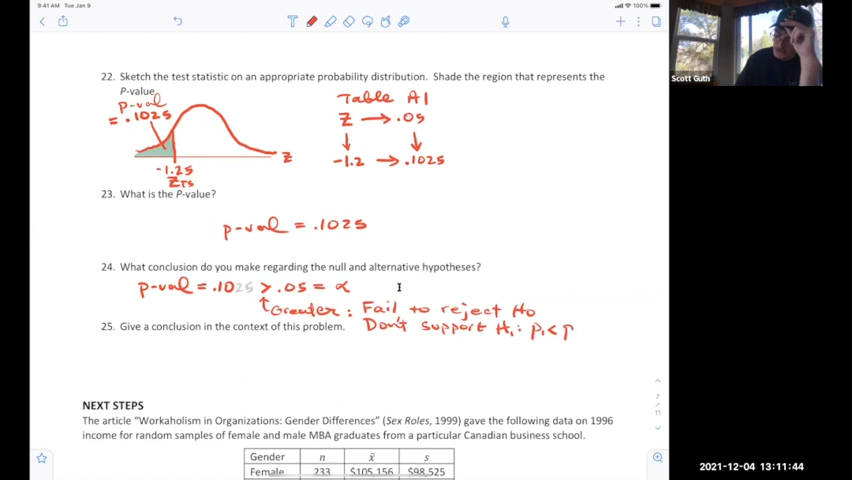 9:41 AM Tue Jan 9
100%
Scott Guth
22. Sketch the test statistic on an appropriate probability distribution. Shade the region that represents the
P-value.
p-val
= .1025
-1.25
ZTS
Z
Table A1
Z → .05
↓ ↓
-1.2 → .1025
23. What is the P-value?
p-val = .1025
24. What conclusion do you make regarding the null and alternative hypotheses?
p-val = .1025 > .05 = α
↑Greater: Fail to reject H0
25. Give a conclusion in the context of this problem.
Don't support H1: p1 < p
NEXT STEPS
The article "Workaholism in Organizations: Gender Differences" (Sex Roles, 1999) gave the following data on 1996
income for random samples of female and male MBA graduates from a particular Canadian business school.
Gender n x̄ s
Female 233 $105,156 $98,525
2021-12-04 13:11:44